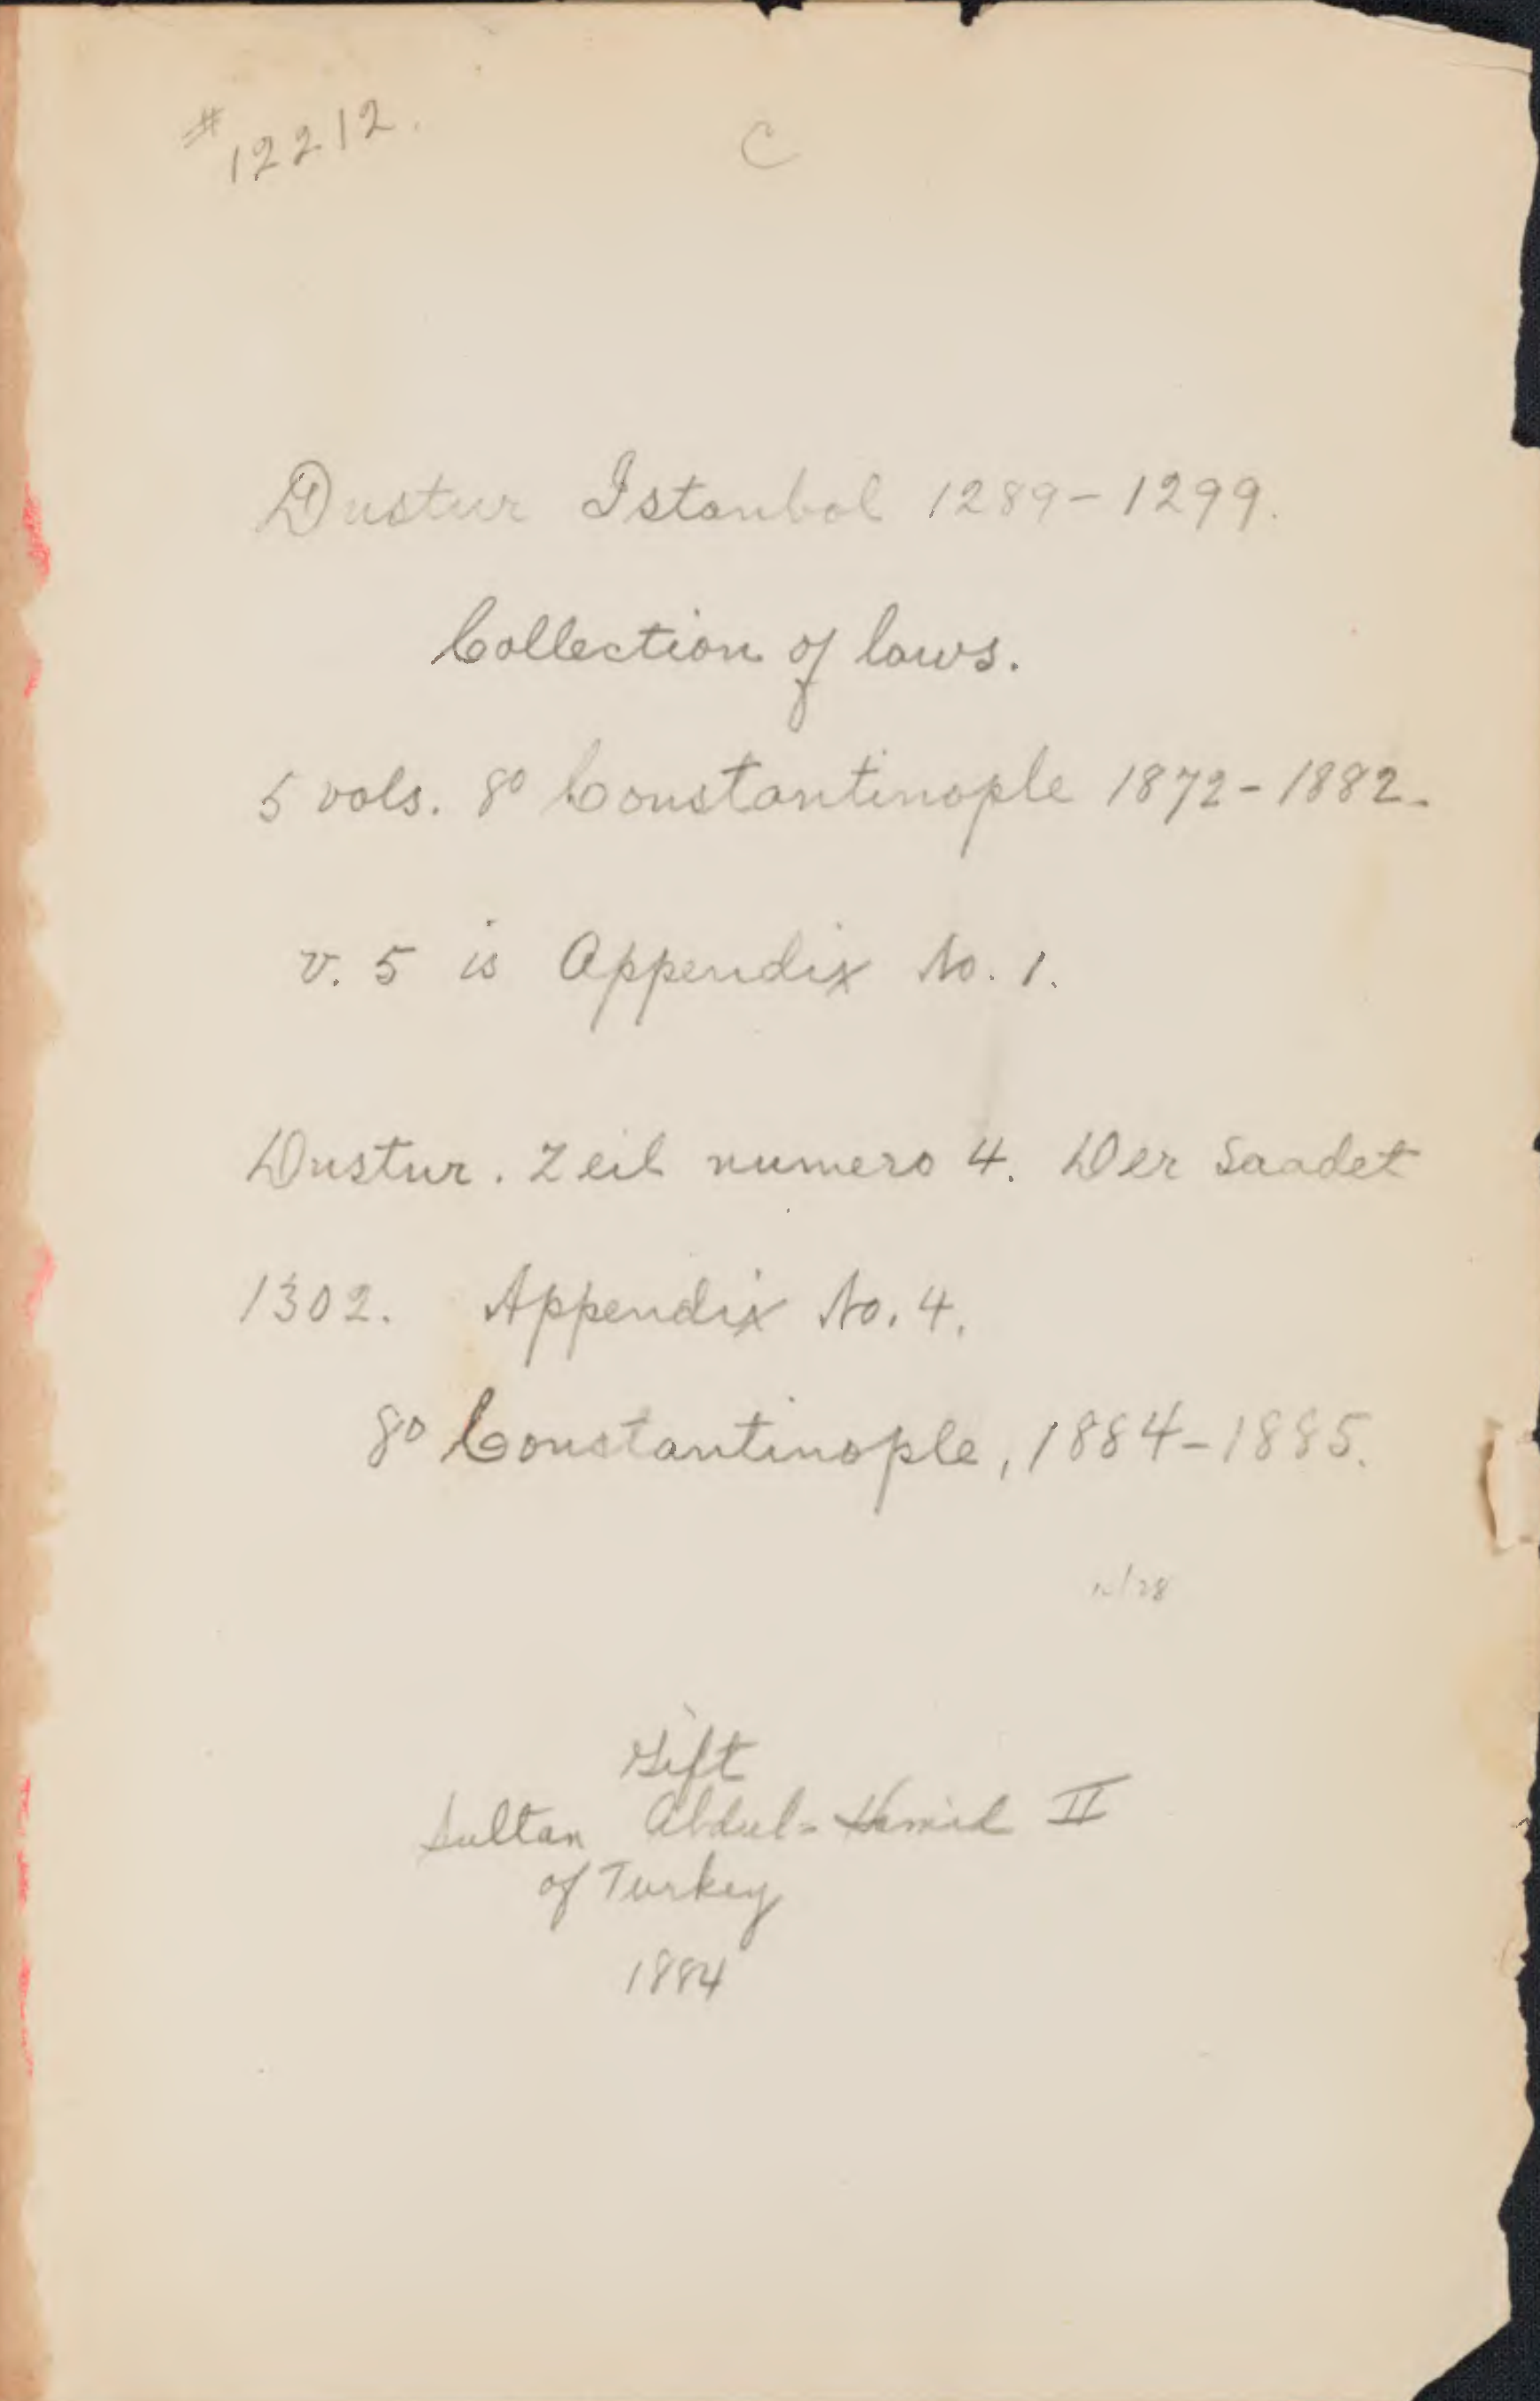 # 12212.
C
Dustur Istanbol 1289-1299.
Collection of laws.
5 vols. 8º Constantinople 1872-1882.
v. 5 is Appendix No. 1.
Dustur. Zeil numero 4. Der Saadet
1302. Appendix No. 4.
8º Constantinople, 1884-1885.
Gift
Sultan Abdul-Hamid II
of Turkey
1884